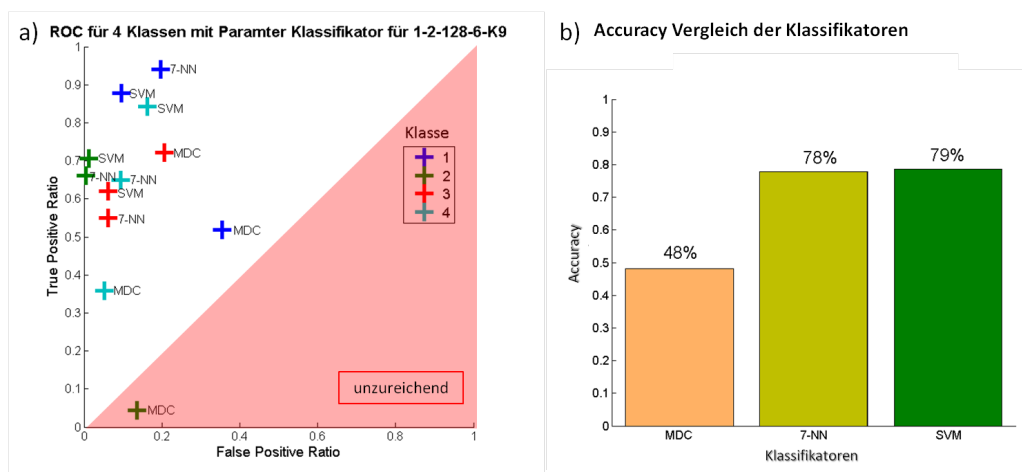 a) ROC für 4 Klassen mit Paramter Klassifikator für 1-2-128-6-K9
True Positive Ratio
1
0.9
0.8
0.7
0.6
0.5
0.4
0.3
0.2
0.1
0
7-NN
SVM
SVM
MDC
SVM
7-NN
7-NN
SVM
7-NN
MDC
MDC
MDC
Klasse
1
2
3
4
unzureichend
0 0.2 0.4 0.6 0.8 1
False Positive Ratio
b) Accuracy Vergleich der Klassifikatoren
Accuracy
1
0.9
0.8
0.7
0.6
0.5
0.4
0.3
0.2
0.1
0
48%
78%
79%
MDC 7-NN SVM
Klassifikatoren